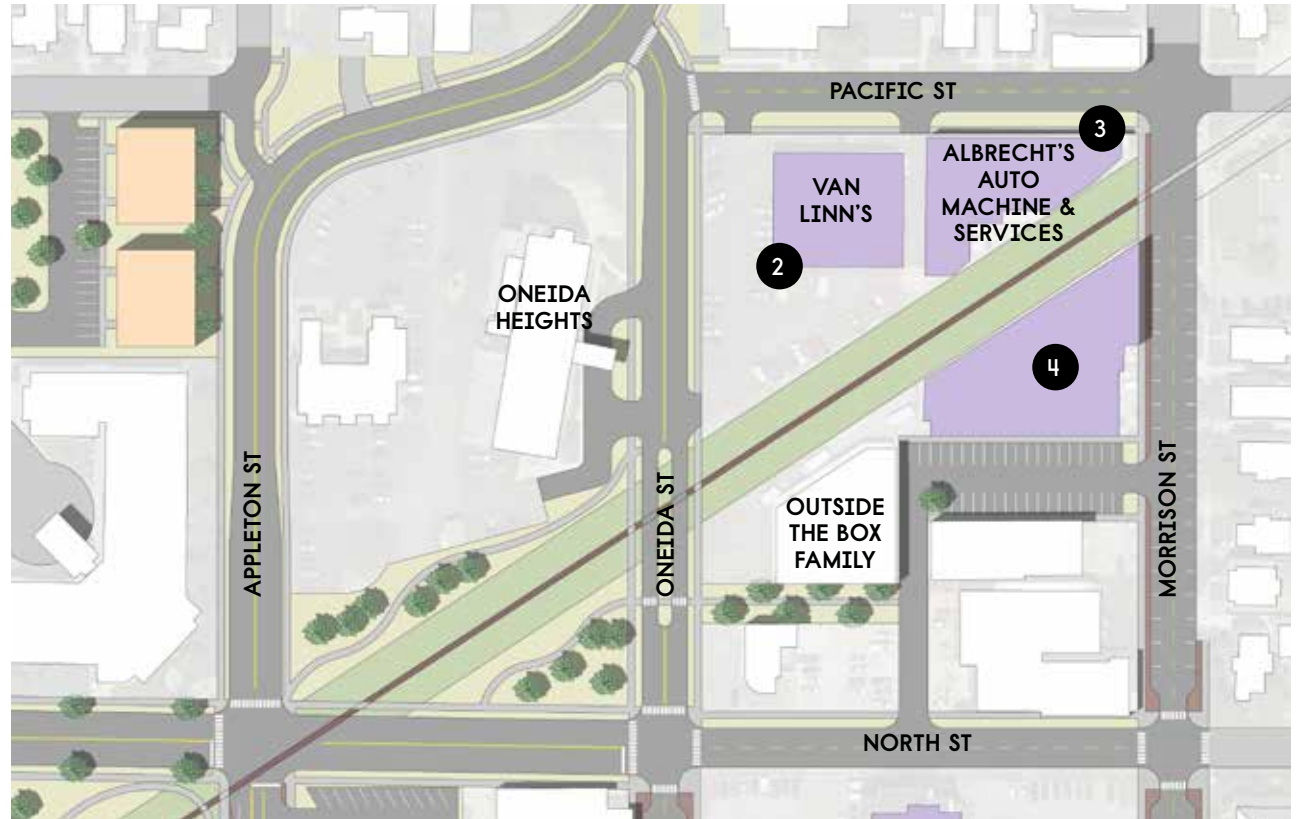 PACIFIC ST
3
ALBRECHT'S
AUTO
MACHINE &
SERVICES
VAN
LINN'S
2
ONEIDA
HEIGHTS
4
APPLETON ST
ONEIDA ST
MORRISON ST
OUTSIDE
THE BOX
FAMILY
NORTH ST